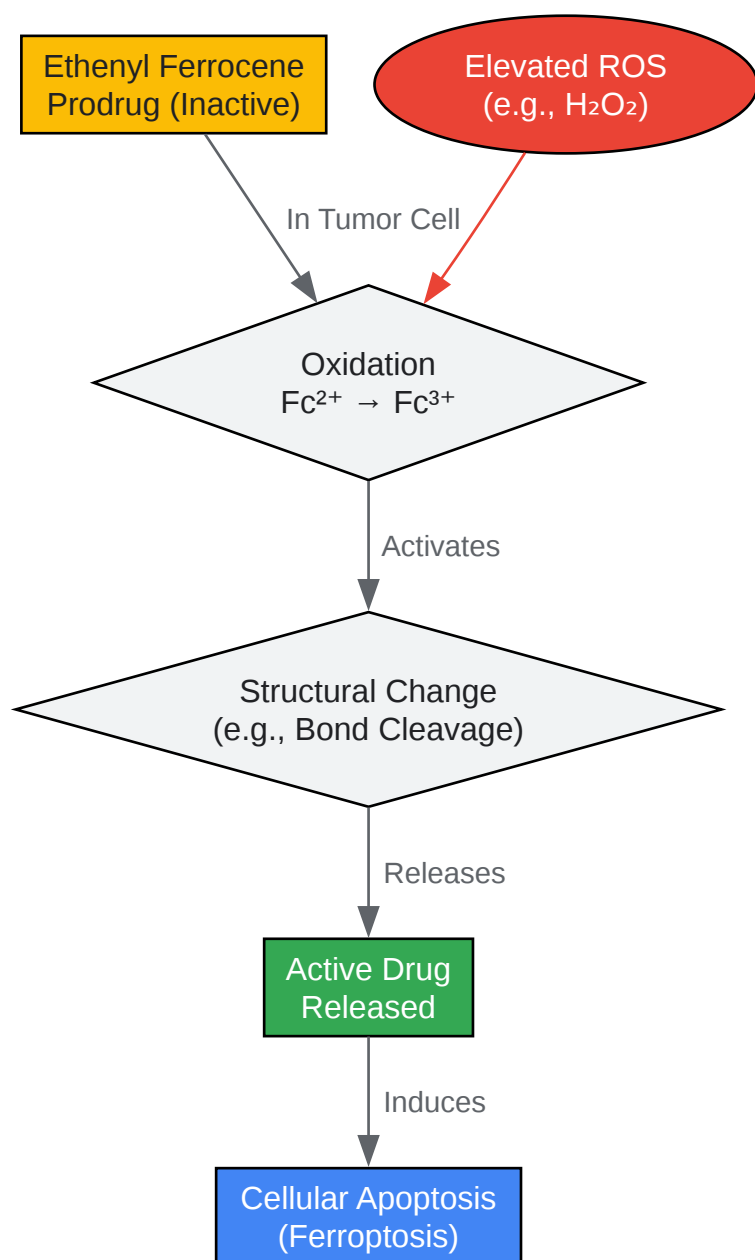 Ethenyl Ferrocene
Prodrug (Inactive)
Elevated ROS
(e.g., H₂O₂)
In Tumor Cell
Oxidation
Fc²⁺ → Fc³⁺
Activates
Structural Change
(e.g., Bond Cleavage)
Releases
Active Drug
Released
Induces
Cellular Apoptosis
(Ferroptosis)